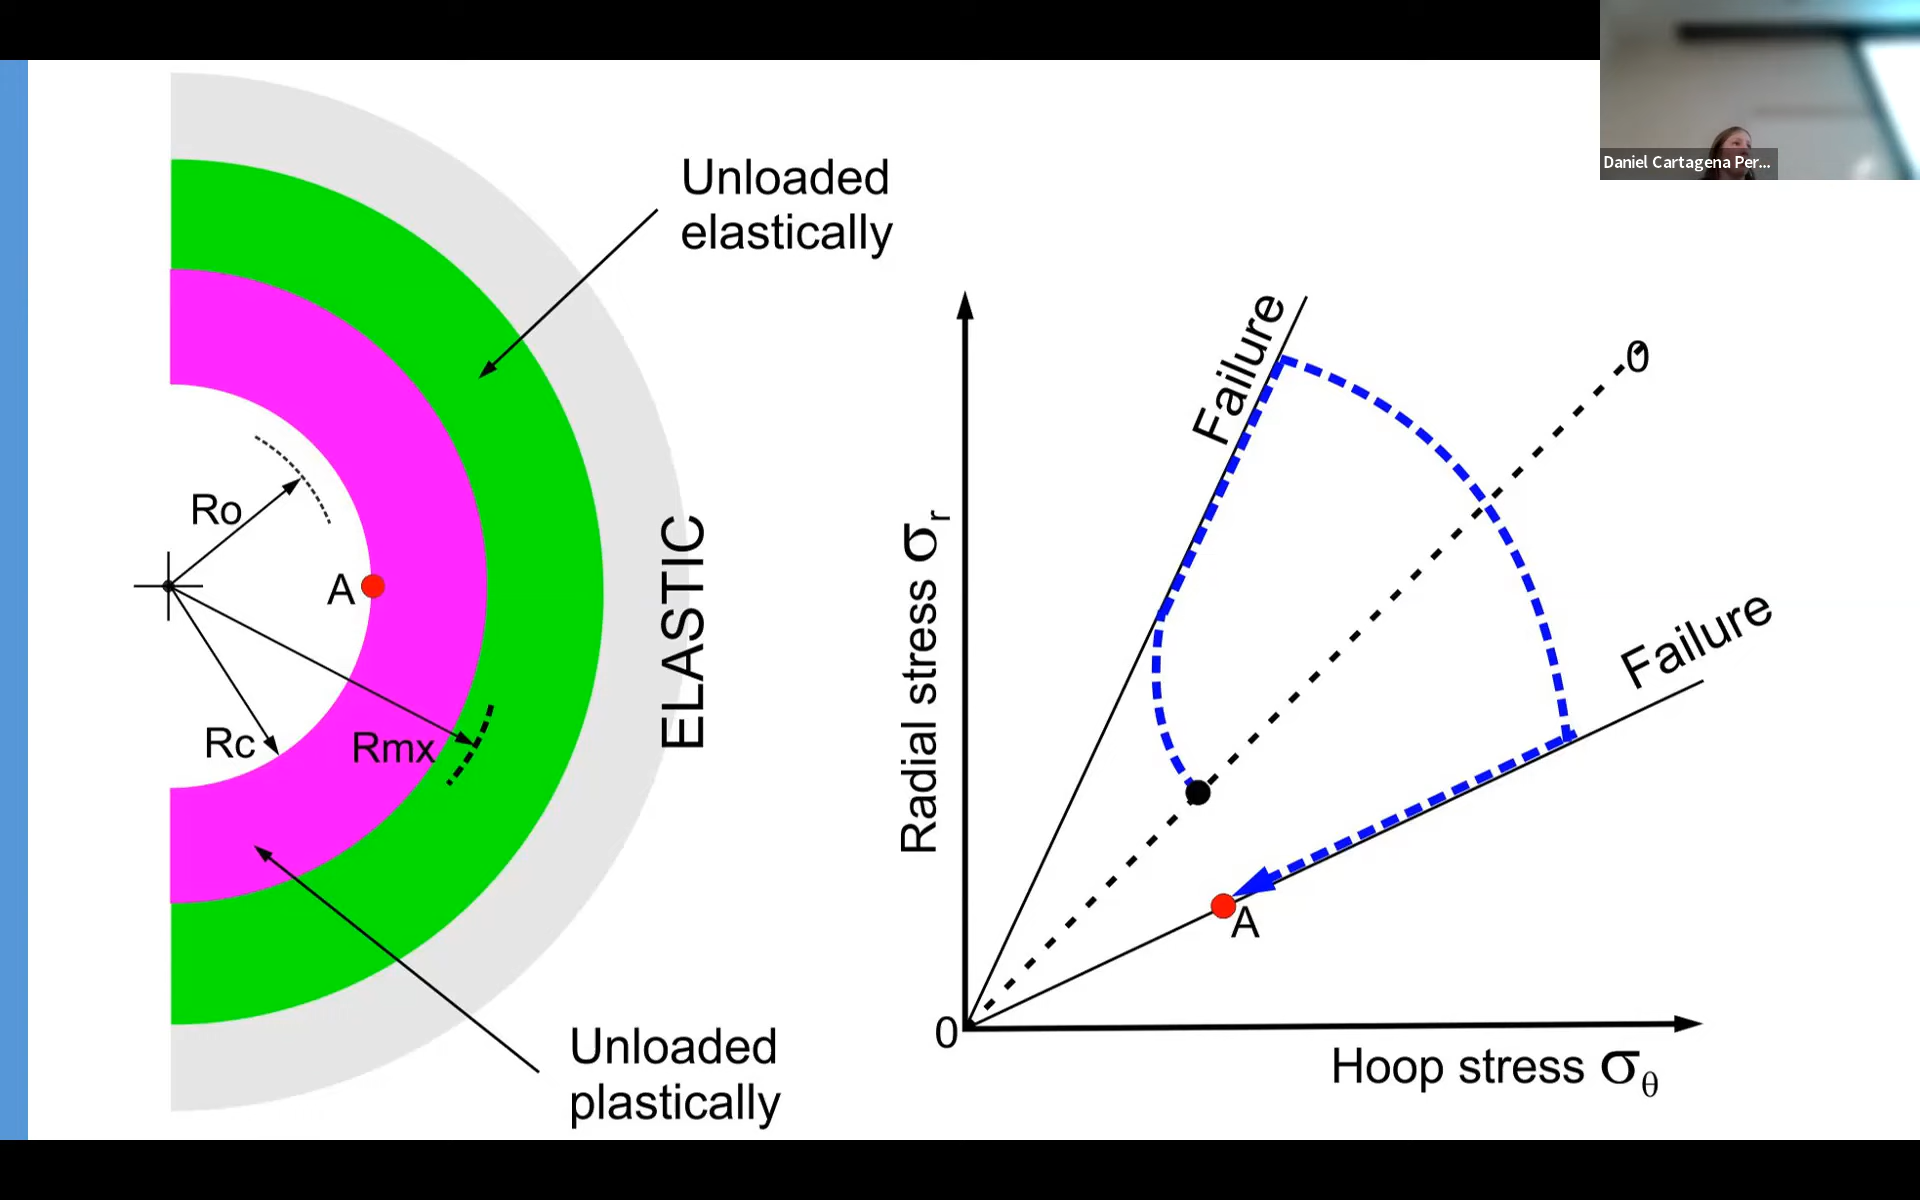 Daniel Cartagena Per...
Unloaded
elastically
Ro
A
Rc
Rmx
ELASTIC
Unloaded
plastically
Failure
0
Failure
Radial stress σr
A
0
Hoop stress σθ